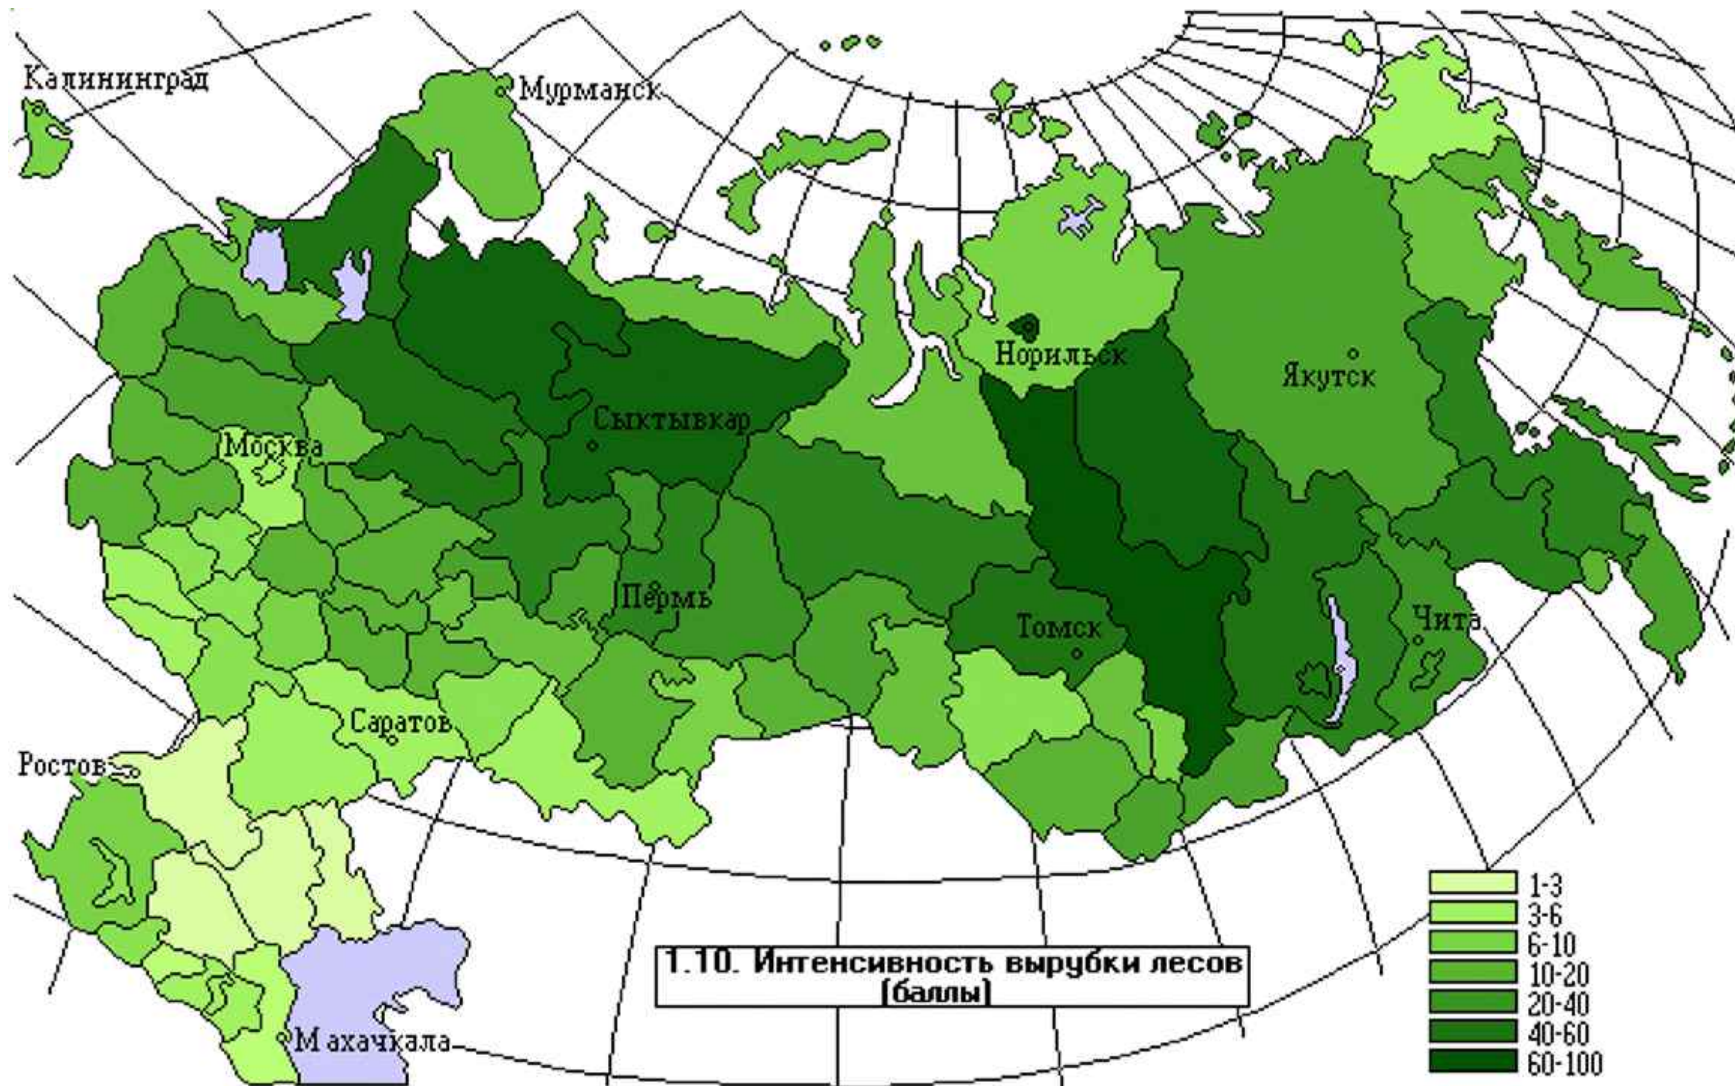 Калининград
Мурманск
Норильск
Якутск
Сыктывкар
Москва
Пермь
Томск
Чита
Саратов
Ростов
Махачкала
1.10. Интенсивность вырубки лесов
(баллы)
1-3
3-6
6-10
10-20
20-40
40-60
60-100